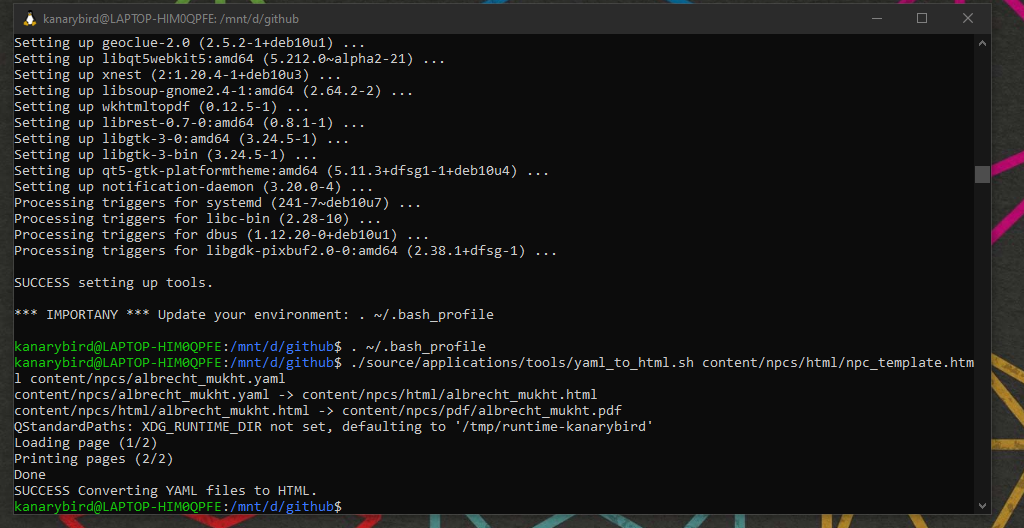 kanarybird@LAPTOP-HIM0QPFE: /mnt/d/github
Setting up geoclue-2.0 (2.5.2-1+deb10u1) ...
Setting up libqt5webkit5:amd64 (5.212.0~alpha2-21) ...
Setting up xnest (2:1.20.4-1+deb10u3) ...
Setting up libsoup-gnome2.4-1:amd64 (2.64.2-2) ...
Setting up wkhtmltopdf (0.12.5-1) ...
Setting up librest-0.7-0:amd64 (0.8.1-1) ...
Setting up libgtk-3-0:amd64 (3.24.5-1) ...
Setting up libgtk-3-bin (3.24.5-1) ...
Setting up qt5-gtk-platformtheme:amd64 (5.11.3+dfsg1-1+deb10u4) ...
Setting up notification-daemon (3.20.0-4) ...
Processing triggers for systemd (241-7~deb10u7) ...
Processing triggers for libc-bin (2.28-10) ...
Processing triggers for dbus (1.12.20-0+deb10u1) ...
Processing triggers for libgdk-pixbuf2.0-0:amd64 (2.38.1+dfsg-1) ...
SUCCESS setting up tools.
*** IMPORTANY *** Update your environment: . ~/.bash_profile
kanarybird@LAPTOP-HIM0QPFE:/mnt/d/github$ . ~/.bash_profile
kanarybird@LAPTOP-HIM0QPFE:/mnt/d/github$ ./source/applications/tools/yaml_to_html.sh content/npcs/html/npc_template.htm
l content/npcs/albrecht_mukht.yaml
content/npcs/albrecht_mukht.yaml -> content/npcs/html/albrecht_mukht.html
content/npcs/html/albrecht_mukht.html -> content/npcs/pdf/albrecht_mukht.pdf
QStandardPaths: XDG_RUNTIME_DIR not set, defaulting to '/tmp/runtime-kanarybird'
Loading page (1/2)
Printing pages (2/2)
Done
SUCCESS Converting YAML files to HTML.
kanarybird@LAPTOP-HIM0QPFE:/mnt/d/github$